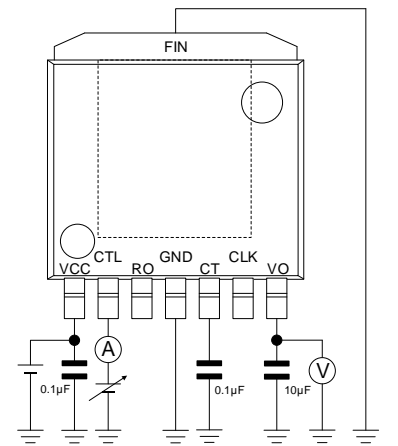 FIN
VCC CTL RO GND CT CLK VO
A
V
0.1µF 0.1µF 10µF